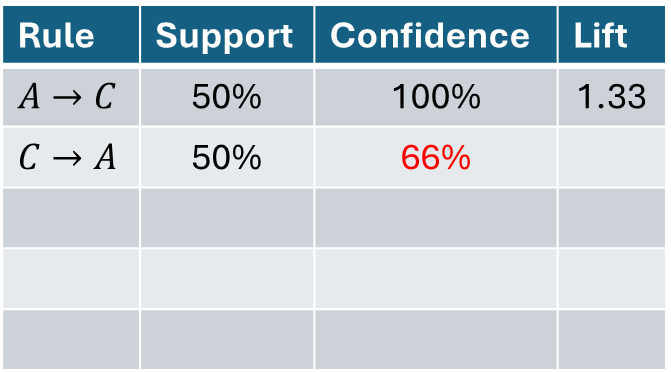 Rule Support Confidence Lift
A → C 50% 100% 1.33
C → A 50% 66%